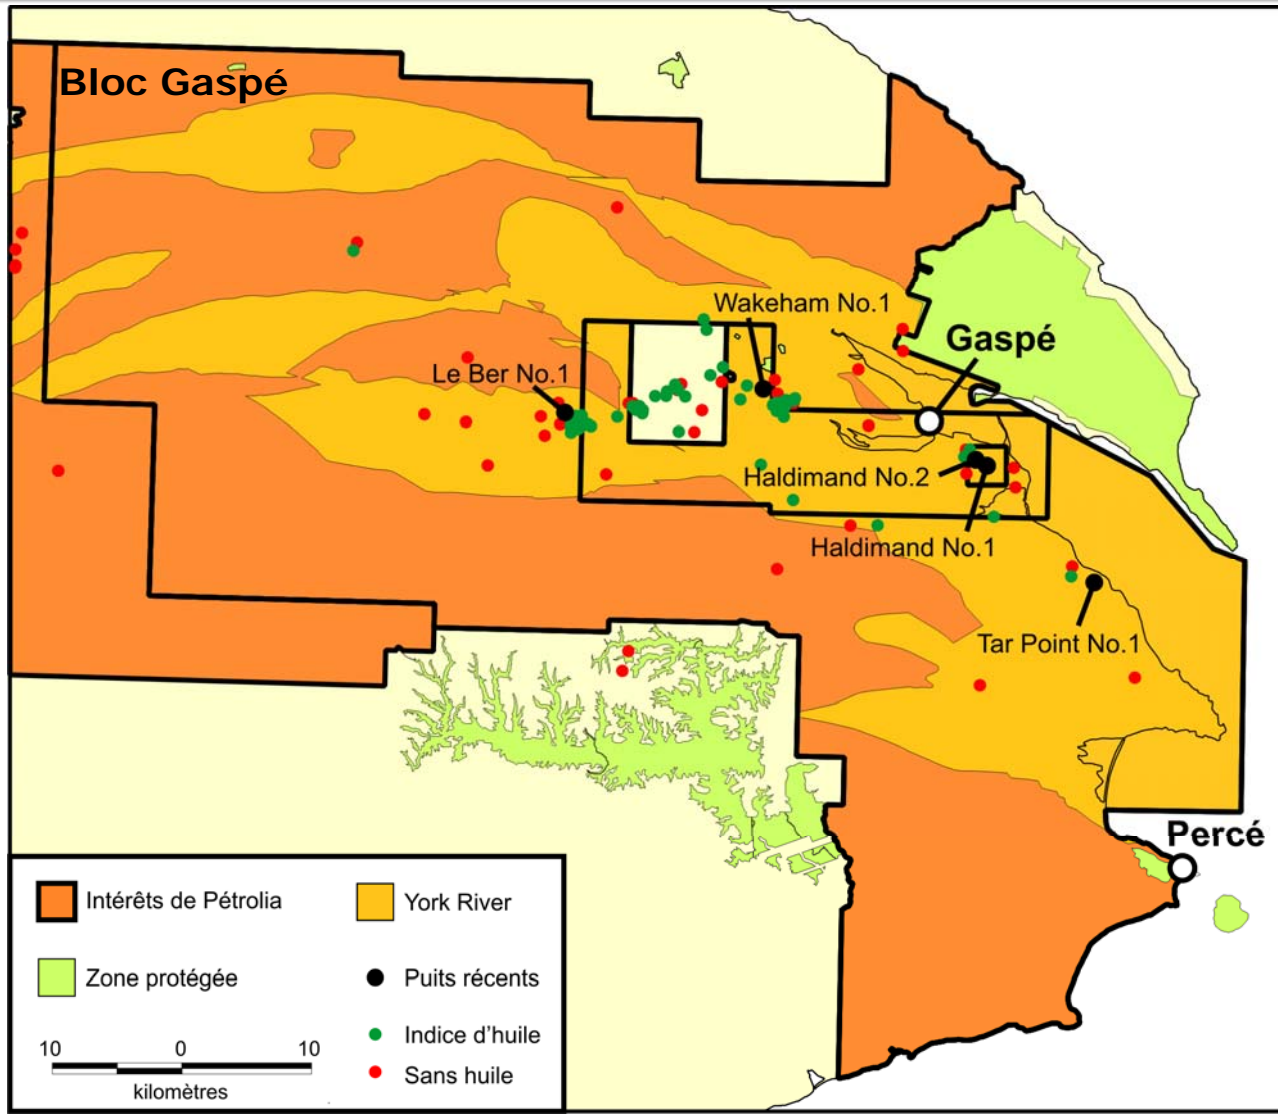 Bloc Gaspé
Wakeham No.1
Gaspé
Le Ber No.1
Haldimand No.2
Haldimand No.1
Tar Point No.1
Percé
Intérêts de Pétrolia
York River
Zone protégée
Puits récents
Indice d'huile
Sans huile
10 0 10
kilomètres